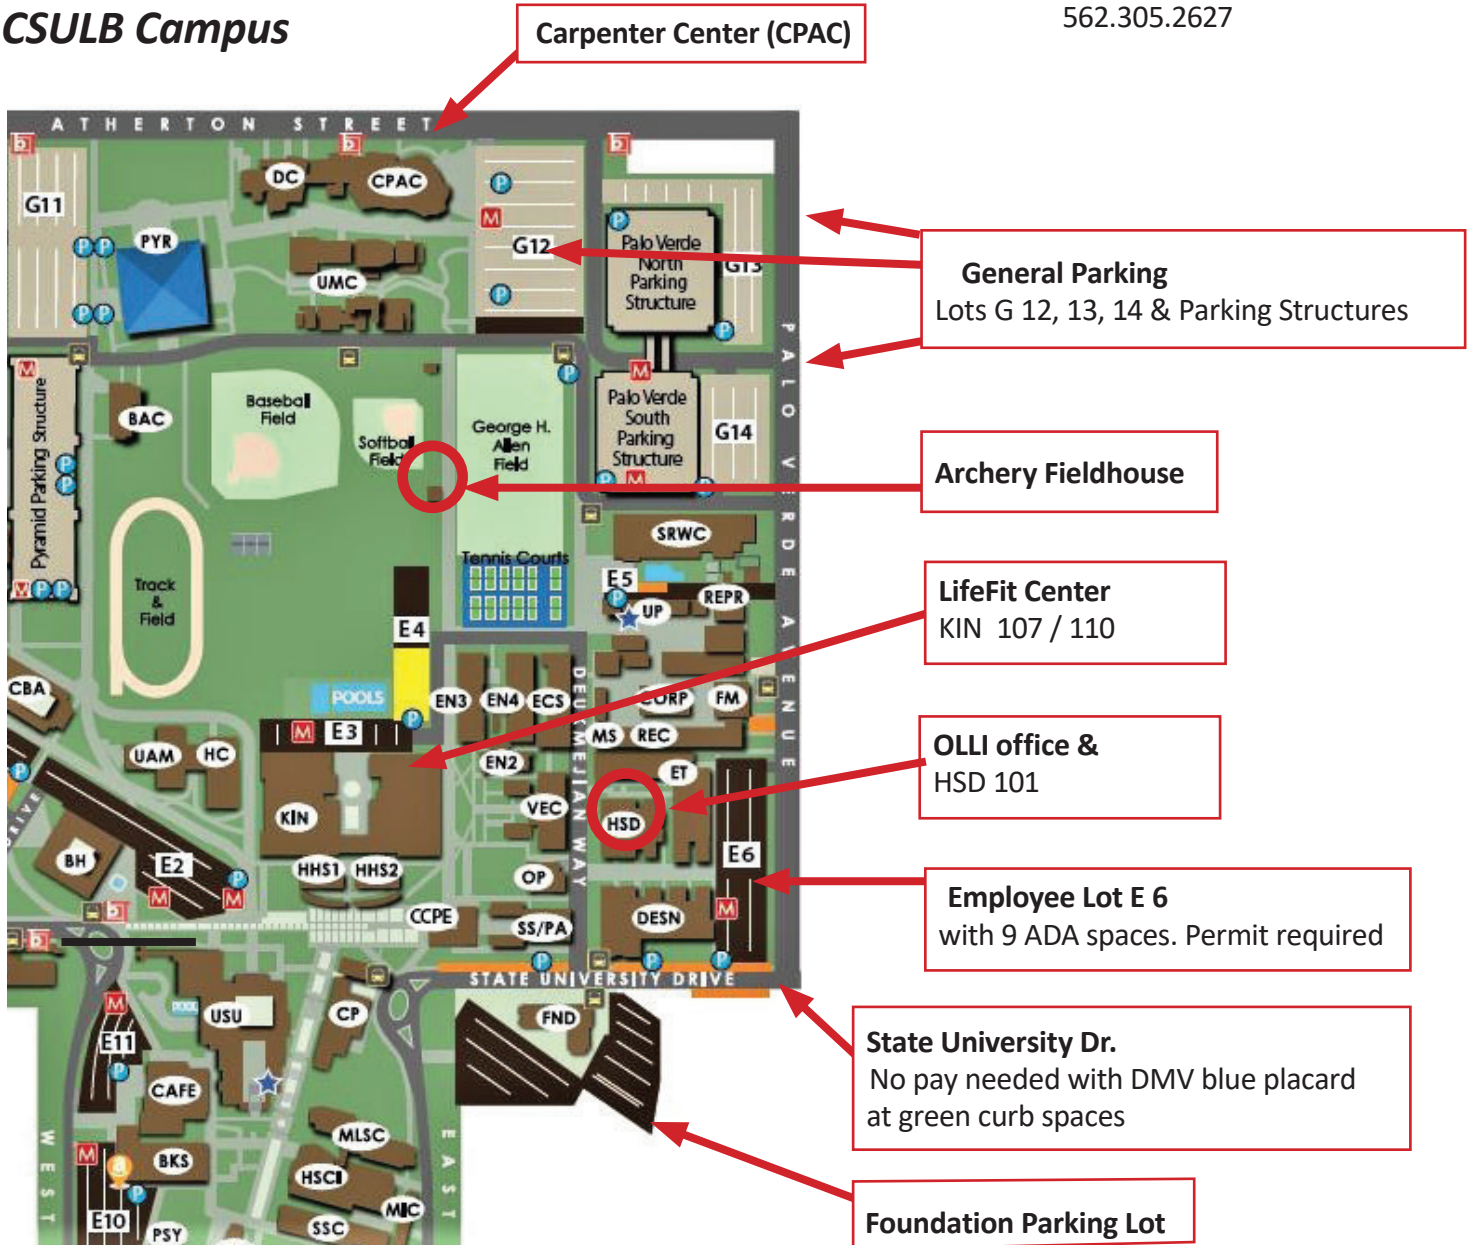 CSULB Campus
Carpenter Center (CPAC)
562.305.2627
ATHERTON STREET
b
b
b
G11
P
P
PYR
P
P
DC
CPAC
UMC
P
M
G12
P
P
Palo Verde
North
Parking
Structure
G13
P
General Parking
Lots G 12, 13, 14 & Parking Structures
PALO VERDE AVENUE
M
Pyramid Parking Structure
P
P
M
P
P
BAC
Baseball
Field
Softball
Field
George H.
Allen
Field
P
M
Palo Verde
South
Parking
Structure
P
M
P
G14
Archery Fieldhouse
Track
&
Field
Tennis Courts
SRWC
E5
P
UP
REPR
LifeFit Center
KIN 107 / 110
E4
POOLS
P
CBA
P
UAM
HC
M
E3
EN3
EN4
ECS
EN2
VEC
DEUKMEJIAN WAY
CORP
FM
MS
REC
ET
HSD
OLLI office &
HSD 101
KIN
HHS1
HHS2
DRIVE
BH
E2
P
M
M
b
b
OP
CCPE
SS/PA
DESN
E6
M
P
P
P
Employee Lot E 6
with 9 ADA spaces. Permit required
STATE UNIVERSITY DRIVE
State University Dr.
No pay needed with DMV blue placard
at green curb spaces
M
E11
P
POOL
USU
CP
FND
CAFE
M
a
BKS
P
E10
PSY
MLSC
HSCI
MIC
SSC
WEST
EAST
Foundation Parking Lot